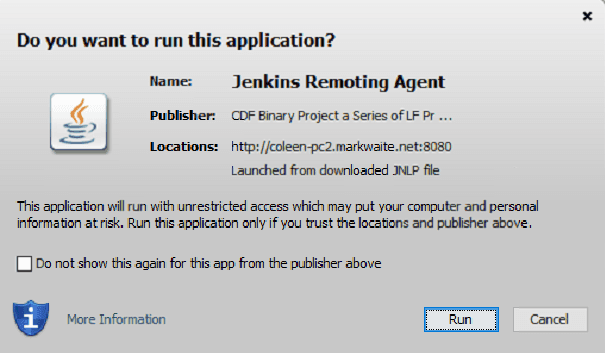 Do you want to run this application?
Name: Jenkins Remoting Agent
Publisher: CDF Binary Project a Series of LF Pr ...
Locations: http://coleen-pc2.markwaite.net:8080
Launched from downloaded JNLP file
This application will run with unrestricted access which may put your computer and personal
information at risk. Run this application only if you trust the locations and publisher above.
Do not show this again for this app from the publisher above
More Information
Run
Cancel